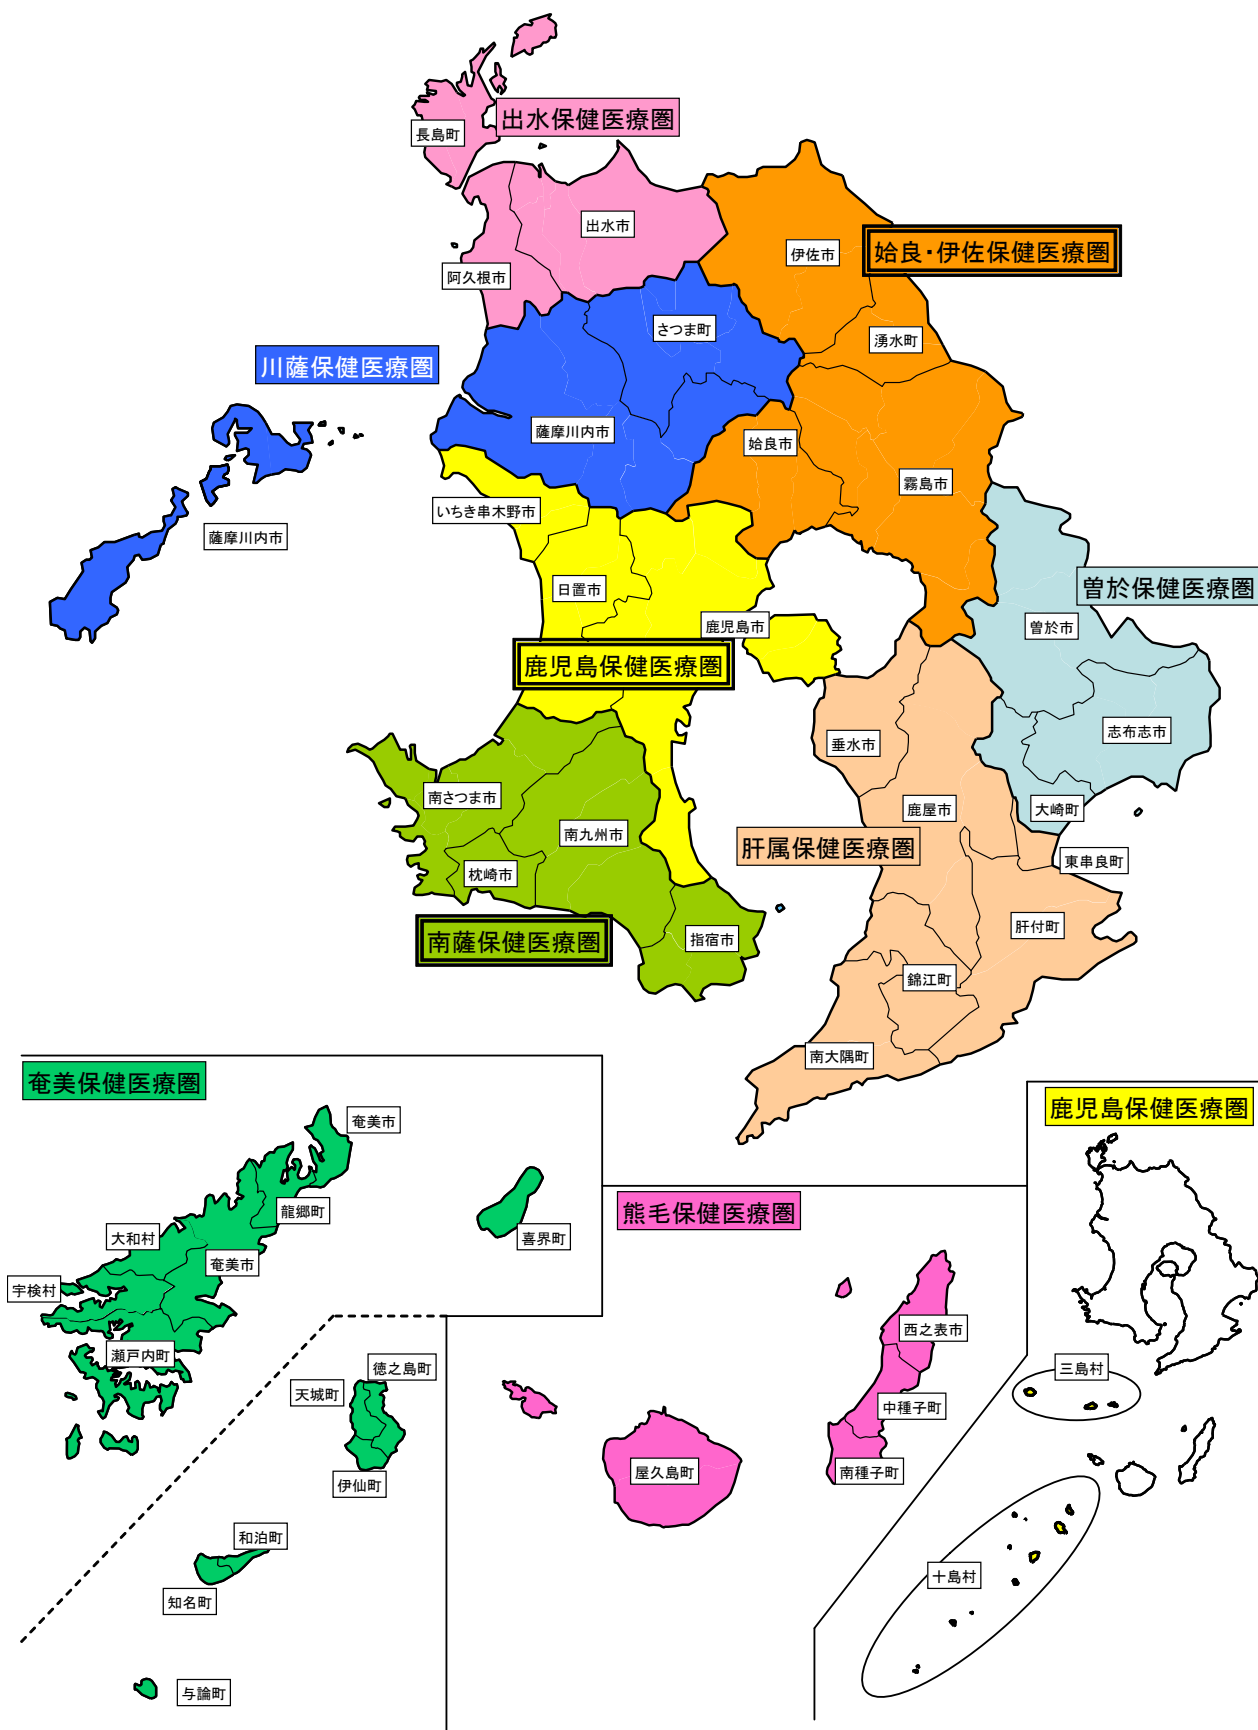 長島町
出水保健医療圏
出水市
阿久根市
伊佐市
姶良・伊佐保健医療圏
さつま町
湧水町
川薩保健医療圏
薩摩川内市
姶良市
霧島市
いちき串木野市
薩摩川内市
日置市
曽於保健医療圏
鹿児島市
曽於市
鹿児島保健医療圏
垂水市
志布志市
南さつま市
鹿屋市
大崎町
南九州市
肝属保健医療圏
東串良町
枕崎市
南薩保健医療圏
指宿市
肝付町
錦江町
南大隅町
奄美保健医療圏
奄美市
龍郷町
大和村
奄美市
宇検村
喜界町
瀬戸内町
徳之島町
天城町
伊仙町
和泊町
知名町
与論町
熊毛保健医療圏
西之表市
中種子町
南種子町
屋久島町
鹿児島保健医療圏
三島村
十島村